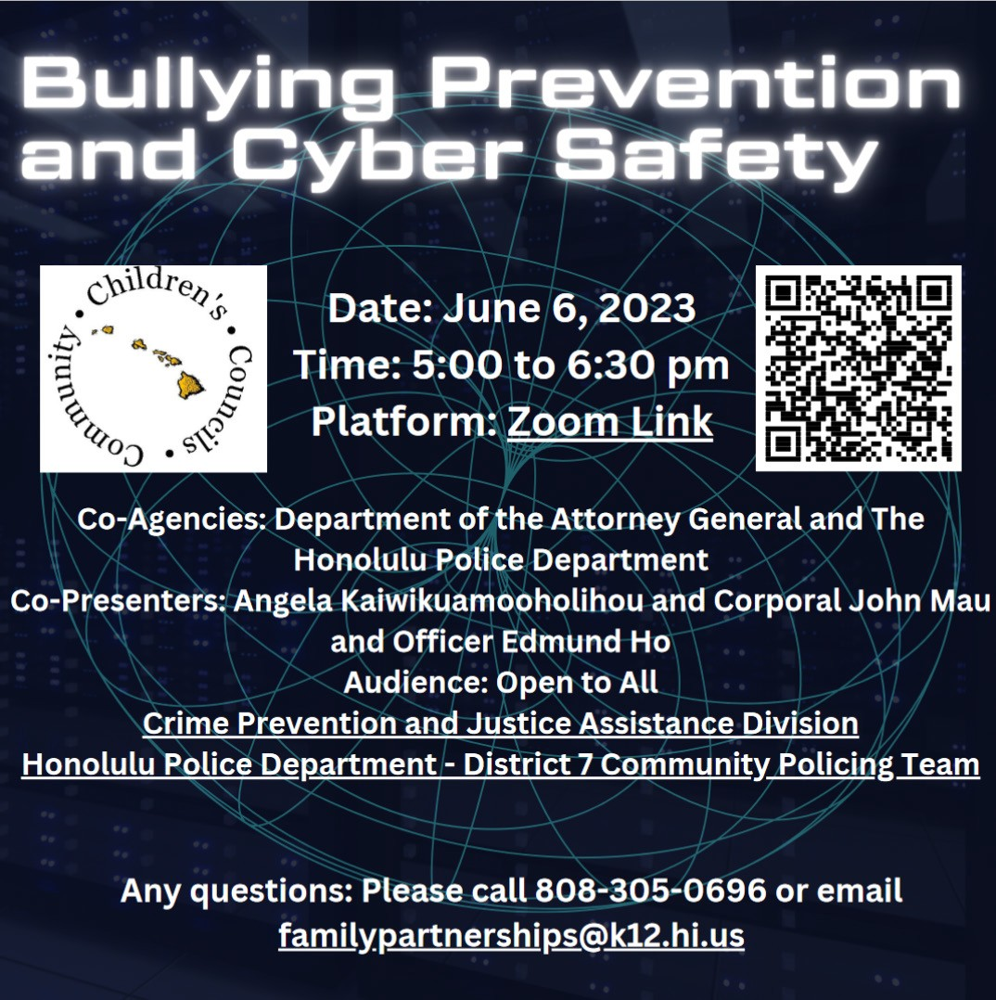 Bullying Prevention
and Cyber Safety
Community • Children's • Councils •
Date: June 6, 2023
Time: 5:00 to 6:30 pm
Platform: Zoom Link
Co-Agencies: Department of the Attorney General and The
Honolulu Police Department
Co-Presenters: Angela Kaiwikuamooholihou and Corporal John Mau
and Officer Edmund Ho
Audience: Open to All
Crime Prevention and Justice Assistance Division
Honolulu Police Department - District 7 Community Policing Team
Any questions: Please call 808-305-0696 or email
familypartnerships@k12.hi.us